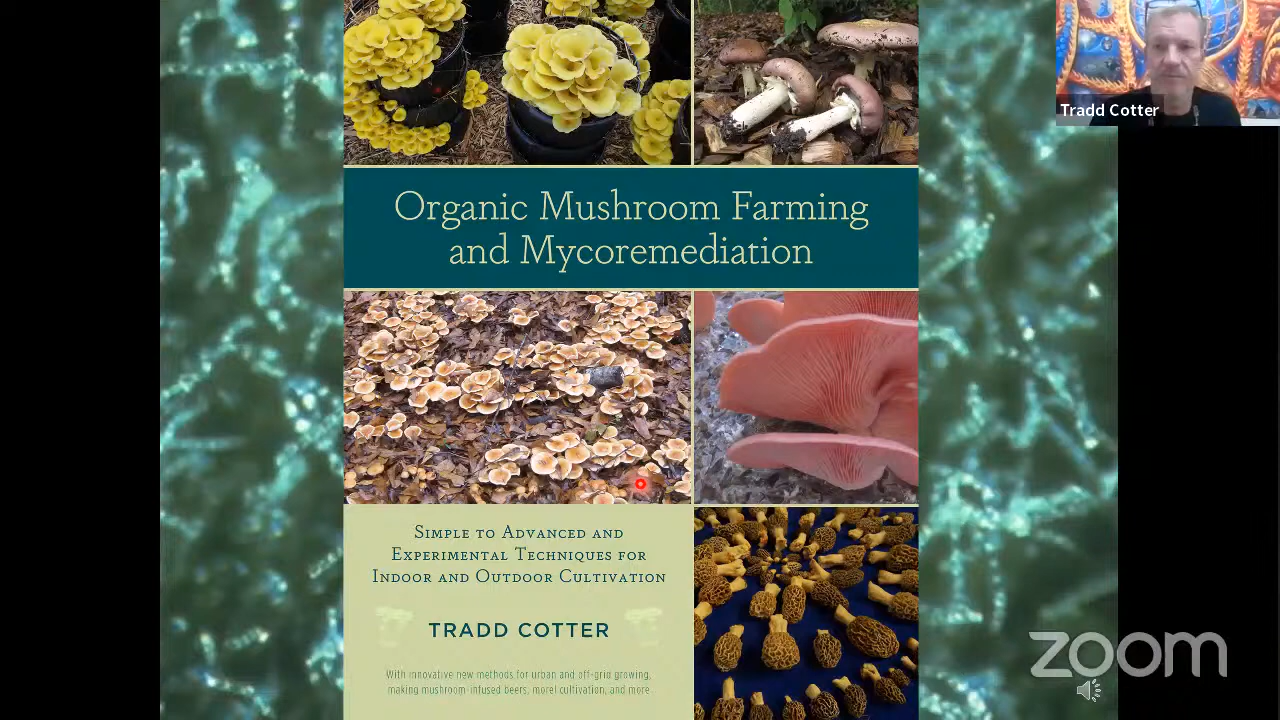 Tradd Cotter
Organic Mushroom Farming
and Mycoremediation
Simple to Advanced and
Experimental Techniques for
Indoor and Outdoor Cultivation
TRADD COTTER
With innovative new methods for urban and off-grid growing,
making mushroom-infused beers, morel cultivation, and more
zoom